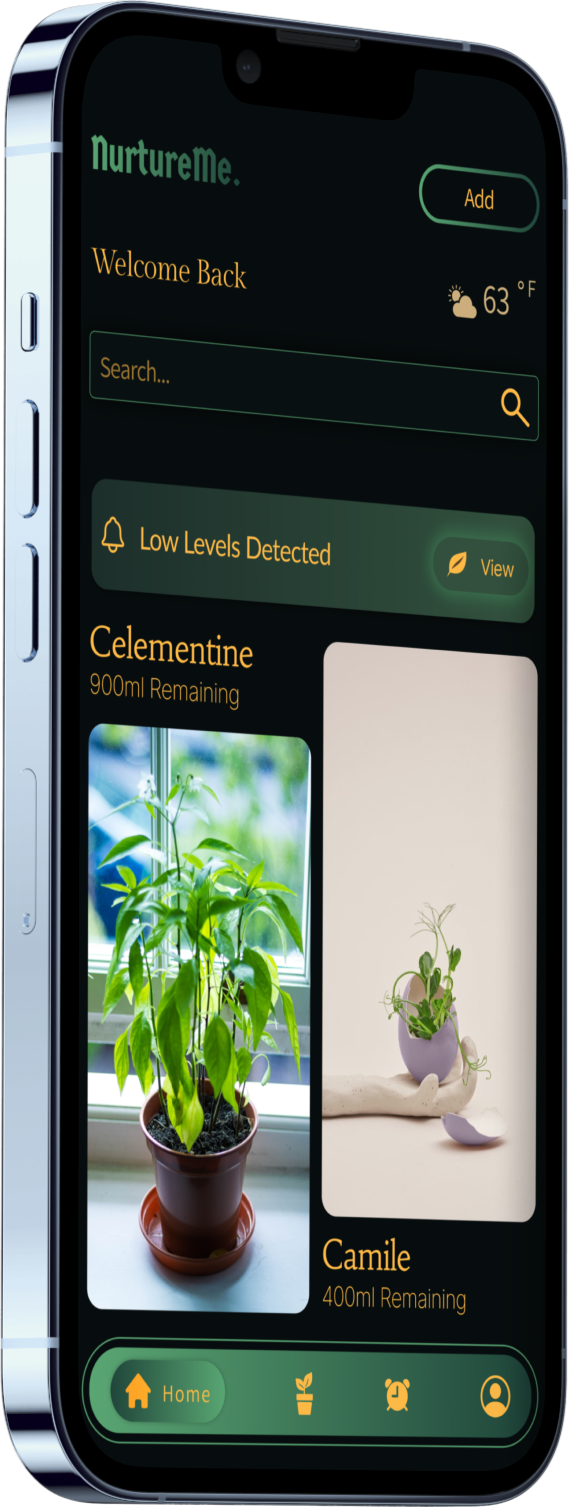 NurtureMe.
Add
Welcome Back
63 °F
Search...
Low Levels Detected
View
Celementine
900ml Remaining
Camile
400ml Remaining
Home